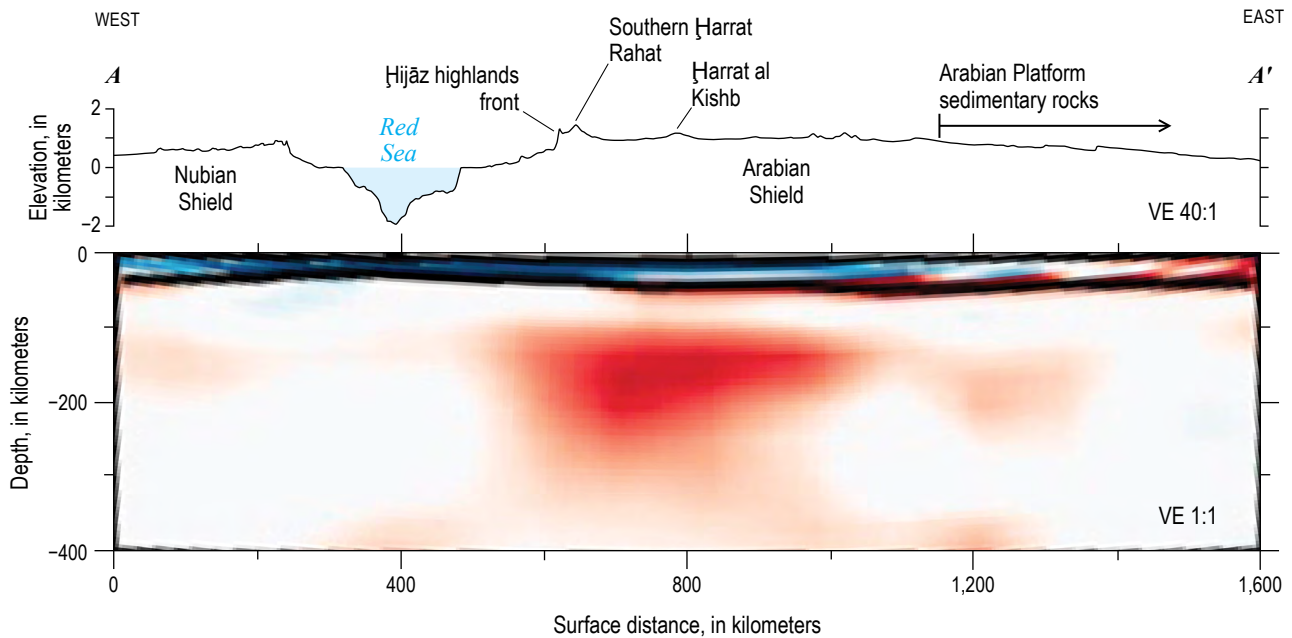 WEST
EAST
A
A′
Southern Ḩarrat
Rahat
Ḩijāz highlands
front
Ḩarrat al
Kishb
Arabian Platform
sedimentary rocks
Red
Sea
Nubian
Shield
Arabian
Shield
VE 40:1
Elevation, in
kilometers
2
0
−2
0
−200
−400
Depth, in kilometers
VE 1:1
0
400
800
1,200
1,600
Surface distance, in kilometers